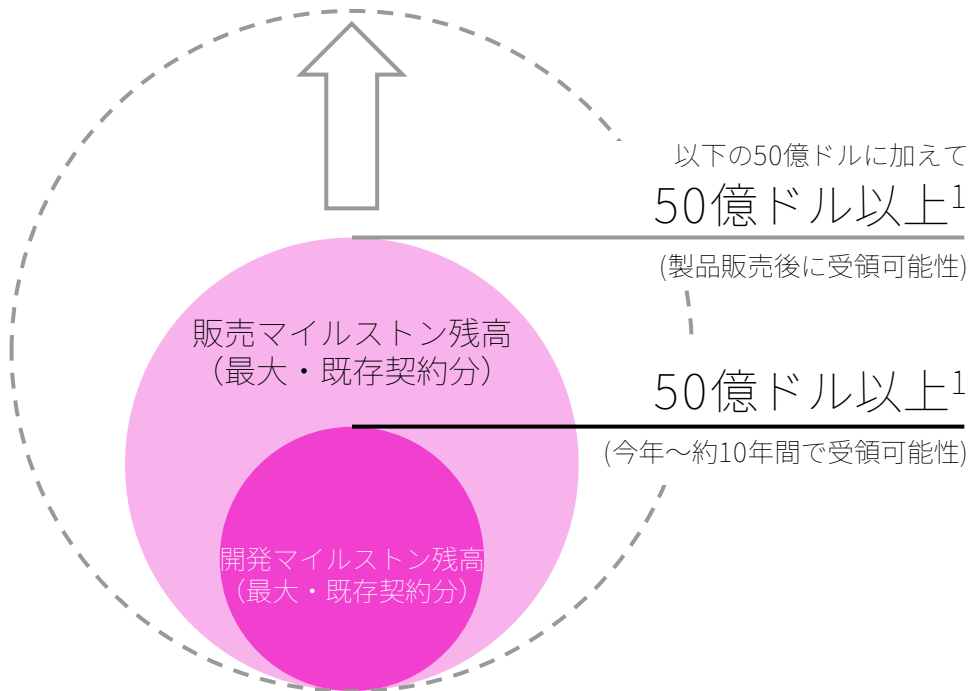 以下の50億ドルに加えて
50億ドル以上1
(製品販売後に受領可能性)
販売マイルストン残高
（最大・既存契約分）
50億ドル以上1
(今年～約10年間で受領可能性)
開発マイルストン残高
（最大・既存契約分）